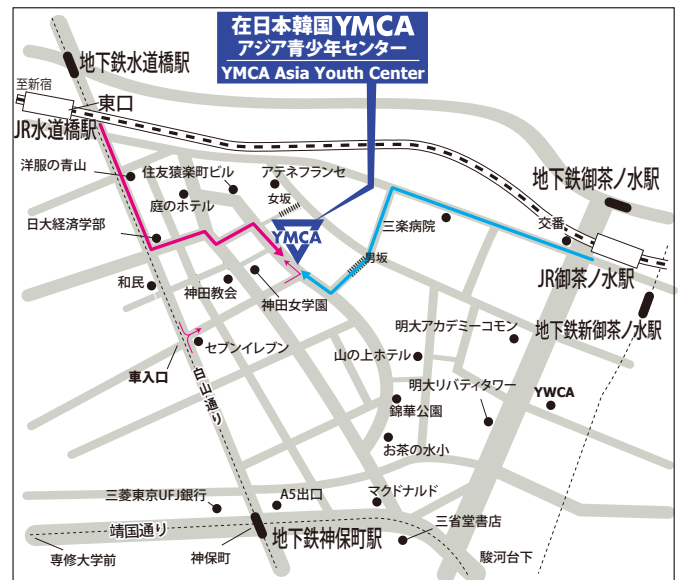 在日本韓国YMCA
アジア青少年センター
YMCA Asia Youth Center
地下鉄水道橋駅
至新宿
東口
JR水道橋駅
洋服の青山
住友猿楽町ビル
アテネフランセ
庭のホテル
女坂
地下鉄御茶ノ水駅
三楽病院
交番
日大経済学部
YMCA
男坂
JR御茶ノ水駅
和民
神田教会
神田女学園
明大アカデミーコモン
地下鉄新御茶ノ水駅
セブンイレブン
山の上ホテル
車入口
白山通り
明大リバティタワー
YWCA
錦華公園
お茶の水小
三菱東京UFJ銀行
A5出口
マクドナルド
靖国通り
地下鉄神保町駅
三省堂書店
専修大学前
神保町
駿河台下